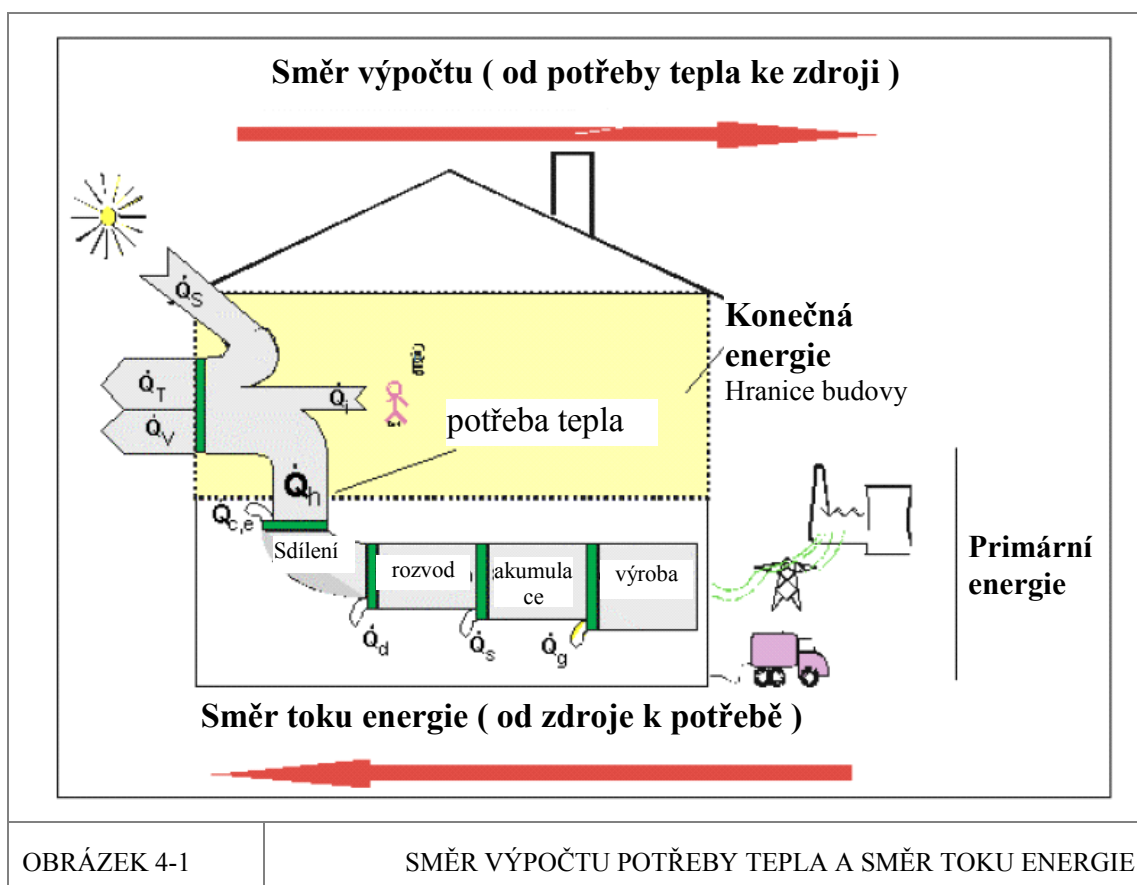 Směr výpočtu ( od potřeby tepla ke zdroji )
Q̇S
Q̇T
Q̇V
Q̇i
Konečná
energie
Hranice budovy
potřeba tepla
Q̇h
Q̇c,e
Sdílení
rozvod
akumula
ce
výroba
Primární
energie
Q̇d
Q̇s
Q̇g
Směr toku energie ( od zdroje k potřebě )
OBRÁZEK 4-1
SMĚR VÝPOČTU POTŘEBY TEPLA A SMĚR TOKU ENERGIE